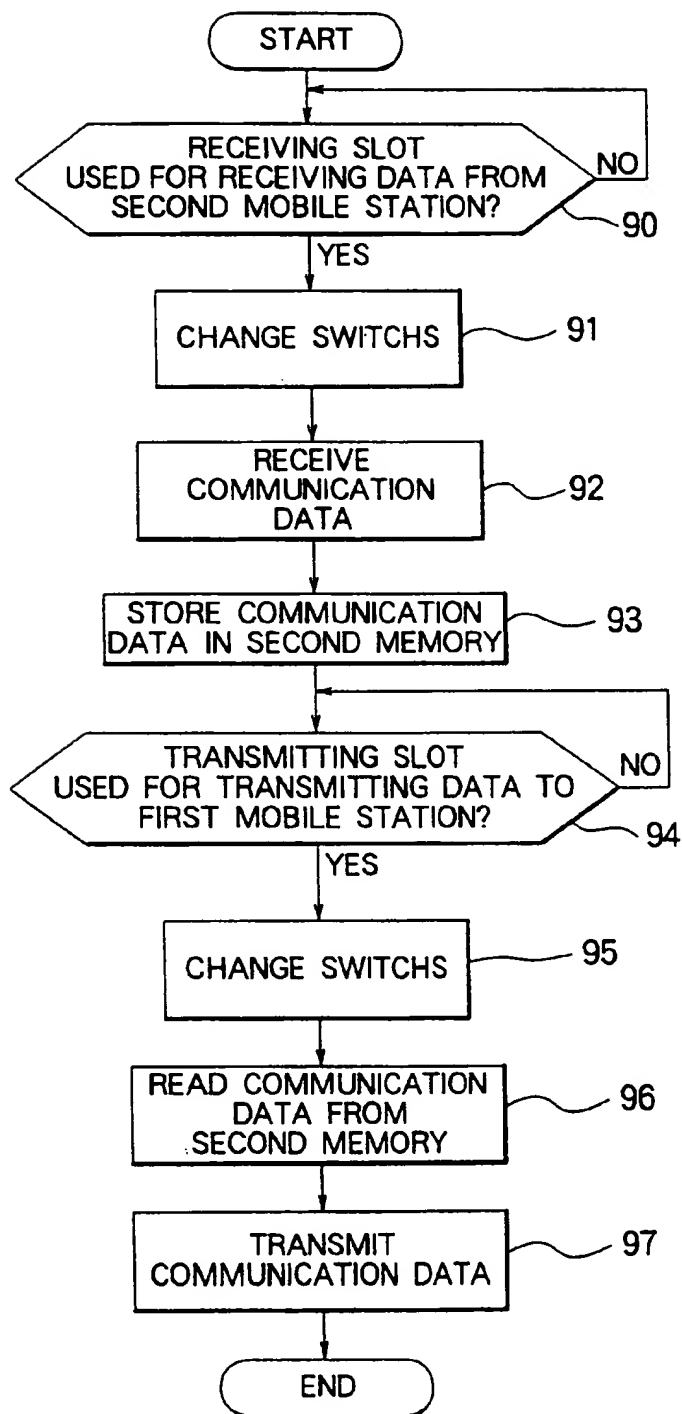 START
RECEIVING SLOT
USED FOR RECEIVING DATA FROM
SECOND MOBILE STATION?
NO
90
YES
CHANGE SWITCHS
91
RECEIVE
COMMUNICATION
DATA
92
STORE COMMUNICATION
DATA IN SECOND MEMORY
93
TRANSMITTING SLOT
USED FOR TRANSMITTING DATA TO
FIRST MOBILE STATION?
NO
94
YES
CHANGE SWITCHS
95
READ COMMUNICATION
DATA FROM
SECOND MEMORY
96
TRANSMIT
COMMUNICATION DATA
97
END